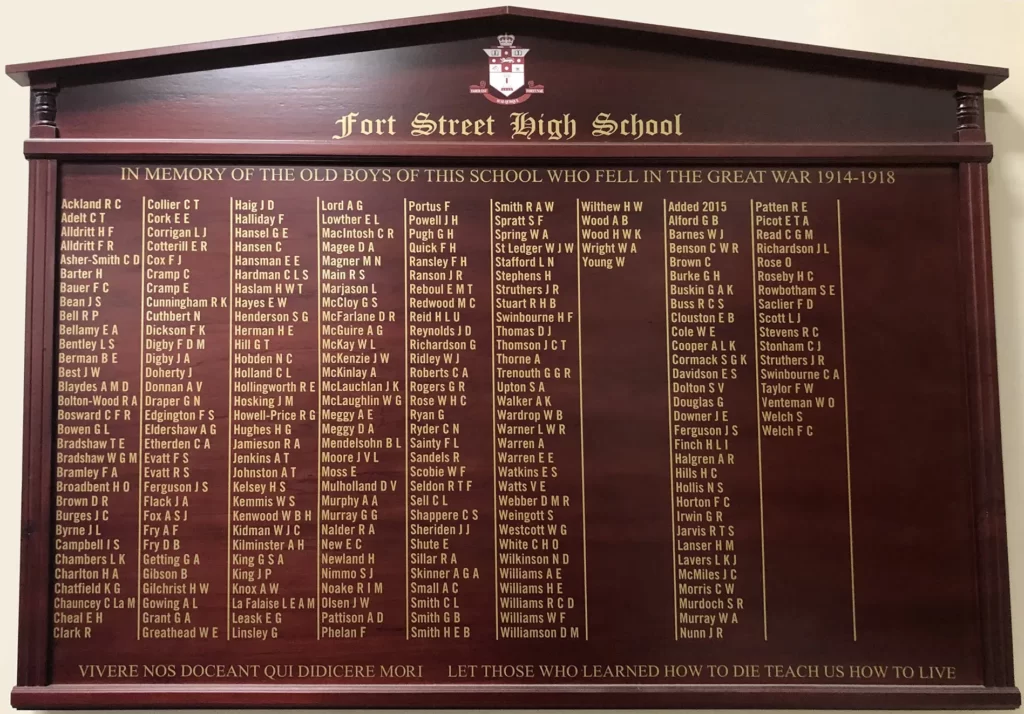 Fort Street High School
IN MEMORY OF THE OLD BOYS OF THIS SCHOOL WHO FELL IN THE GREAT WAR 1914-1918
Ackland R C
Adelt C T
Alldritt H F
Alldritt F R
Asher-Smith C D
Barter H
Bauer F C
Bean J S
Bell R P
Bellamy E A
Bentley L S
Berman B E
Best J W
Blaydes A M D
Bolton-Wood R A
Bosward C F R
Bowen G L
Bradshaw T E
Bradshaw W G M
Bramley F A
Broadbent H O
Brown D R
Burges J C
Byrne J L
Campbell I S
Chambers L K
Charlton H A
Chatfield K G
Chauncey C La M
Cheal E H
Clark R
Collier C T
Cork E E
Corrigan L J
Cotterill E R
Cox F J
Cramp C
Cramp E
Cunningham R K
Cuthbert N
Dickson F K
Digby F D M
Digby J A
Doherty J
Donnan A V
Draper G N
Edgington F S
Eldershaw A G
Etherden C A
Evatt F S
Evatt R S
Ferguson J S
Flack J A
Fox A S J
Fry A F
Fry D B
Getting G A
Gibson B
Gilchrist H W
Gowing A L
Grant G A
Greathead W E
Haig J D
Halliday F
Hansel G E
Hansen C
Hansman E E
Hardman C L S
Haslam H W T
Hayes E W
Henderson S G
Herman H E
Hill G T
Hobden N C
Holland C L
Hollingworth R E
Hosking J M
Howell-Price R G
Hughes H G
Jamieson R A
Jenkins A T
Johnston A T
Kelsey H S
Kemmis W S
Kenwood W B H
Kidman W J C
Kilminster A H
King G S A
King J P
Knox A W
La Falaise L E A M
Leask E G
Linsley G
Lord A G
Lowther E L
MacIntosh C R
Magee D A
Magner M N
Main R S
Marjason L
McCloy G S
McFarlane D R
McGuire A G
McKay W L
McKenzie J W
McKinlay A
McLauchlan J K
McLaughlin W G
Meggy A E
Meggy D A
Mendelsohn B L
Moore J V L
Moss E
Mulholland D V
Murphy A A
Murray G G
Nalder R A
New E C
Newland H
Nimmo S J
Noake R I M
Olsen J W
Pattison A D
Phelan F
Portus F
Powell J H
Pugh G H
Quick F H
Ransley F H
Ranson J R
Reboul E M T
Redwood M C
Reid H L U
Reynolds J D
Richardson G
Ridley W J
Roberts C A
Rogers G R
Rose W H C
Ryan G
Ryder C N
Sainty F L
Sandels R
Scobie W F
Seldon R T F
Sell C L
Shappere C S
Sheriden J J
Shute E
Sillar R A
Skinner A G A
Small A C
Smith C L
Smith G B
Smith H E B
Smith R A W
Spratt S F
Spring W A
St Ledger W J W
Stafford L N
Stephens H
Struthers J R
Stuart R H B
Swinbourne H F
Thomas D J
Thomson J C T
Thorne A
Trenouth G G R
Upton S A
Walker A K
Wardrop W B
Warner L W R
Warren A
Warren E E
Watkins E S
Watts V E
Webber D M R
Weingott S
Westcott W G
White C H O
Wilkinson N D
Williams A E
Williams H E
Williams R C D
Williams W F
Williamson D M
Wilthew H W
Wood A B
Wood H W K
Wright W A
Young W
Added 2015
Alford G B
Barnes W J
Benson C W R
Brown C
Burke G H
Buskin G A K
Buss R C S
Clouston E B
Cole W E
Cooper A L K
Cormack S G K
Davidson E S
Dolton S V
Douglas G
Downer J E
Ferguson J S
Finch H L I
Halgren A R
Hills H C
Hollis N S
Horton F C
Irwin G R
Jarvis R T S
Lanser H M
Lavers L K J
McMiles J C
Morris C W
Murdoch S R
Murray W A
Nunn J R
Patten R E
Picot E T A
Read C G M
Richardson J L
Rose O
Roseby H C
Rowbotham S E
Saclier F D
Scott L J
Stevens R C
Stonham C J
Struthers J R
Swinbourne C A
Taylor F W
Venteman W O
Welch S
Welch F C
VIVERE NOS DOCEANT QUI DIDICERE MORI LET THOSE WHO LEARNED HOW TO DIE TEACH US HOW TO LIVE